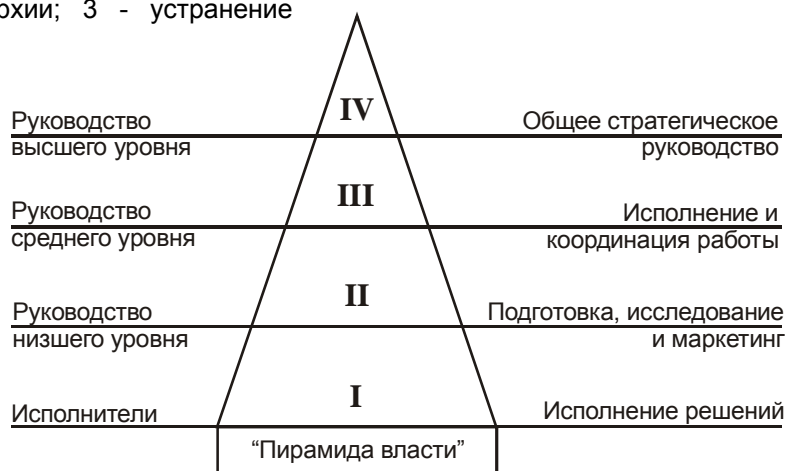 3 - устранение
IV
Руководство
высшего уровня
Общее стратегическое
руководство
III
Руководство
среднего уровня
Исполнение и
координация работы
II
Руководство
низшего уровня
Подготовка, исследование
и маркетинг
I
Исполнители
Исполнение решений
“Пирамида власти”